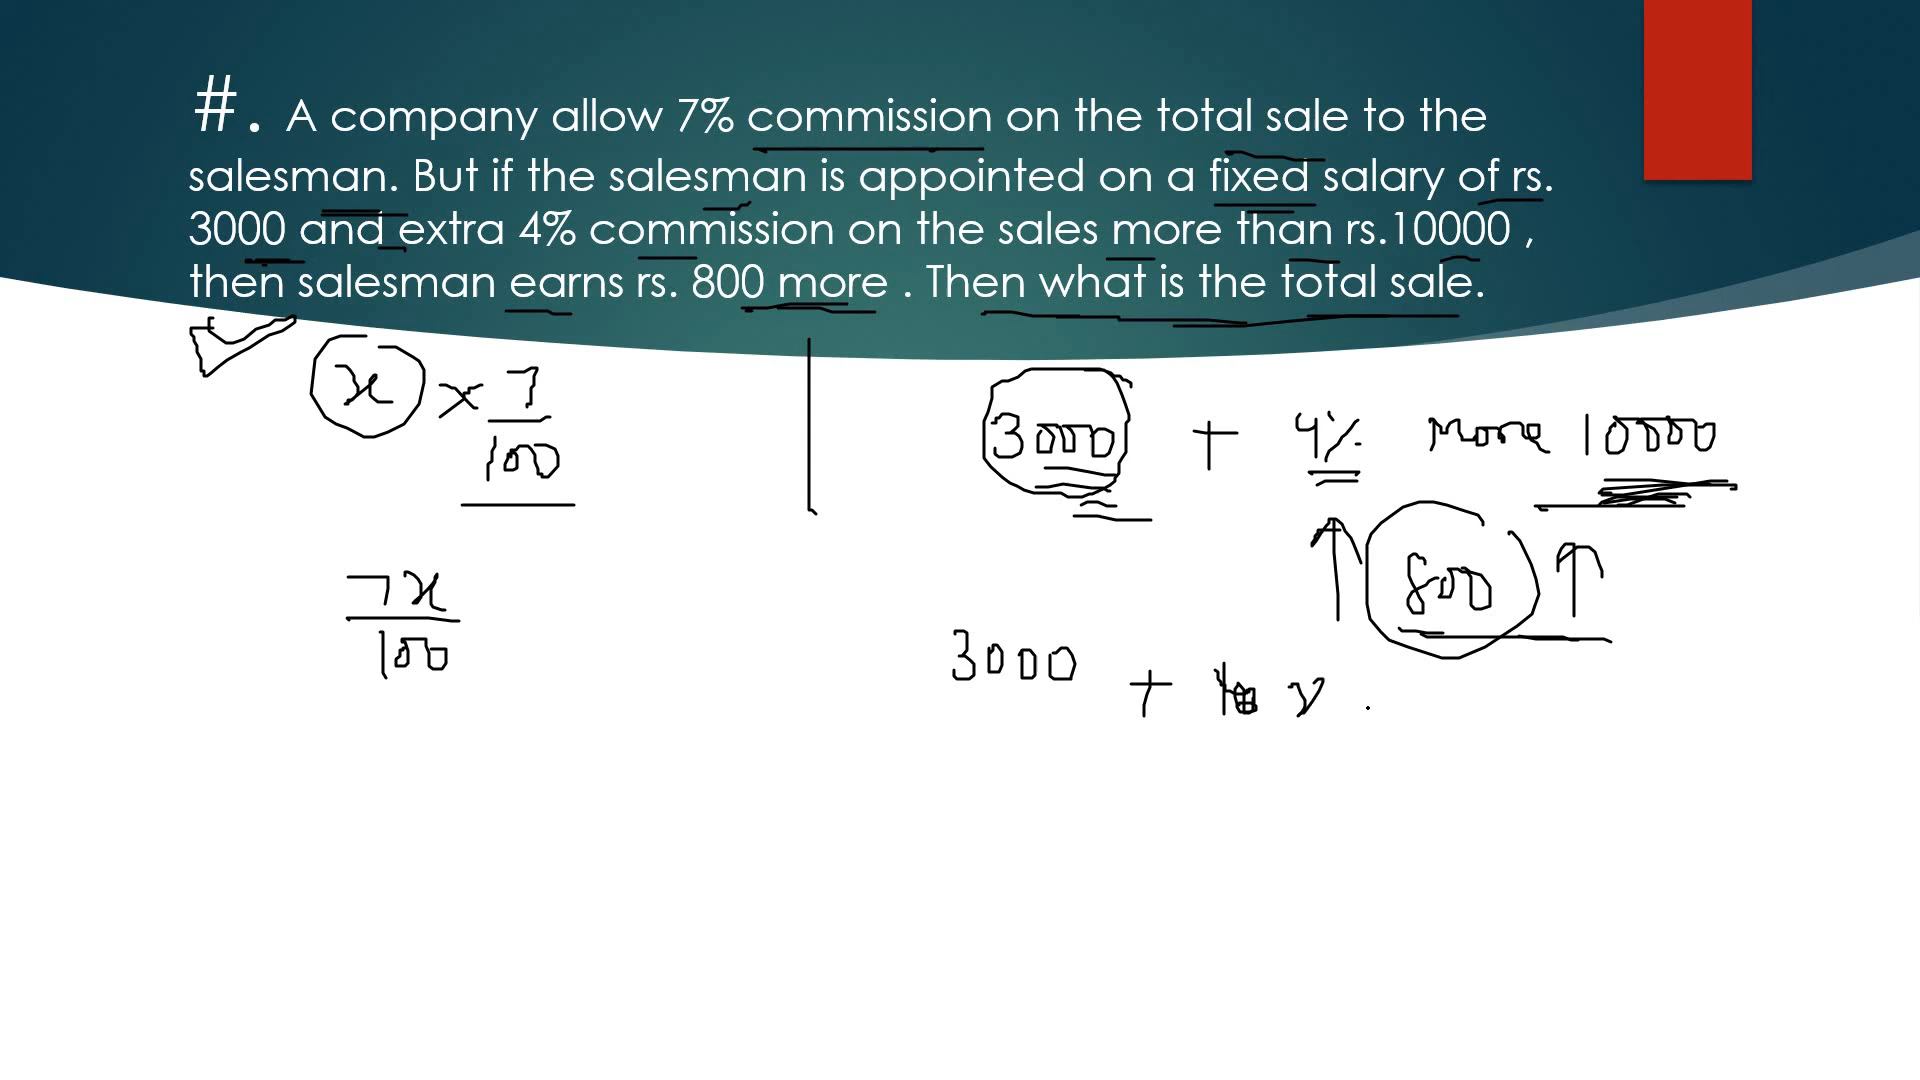 #. A company allow 7% commission on the total sale to the
salesman. But if the salesman is appointed on a fixed salary of rs.
3000 and extra 4% commission on the sales more than rs.10000 ,
then salesman earns rs. 800 more . Then what is the total sale.
x × 7/100
3000 + 4% more 10000
800
7x
100
3000 +